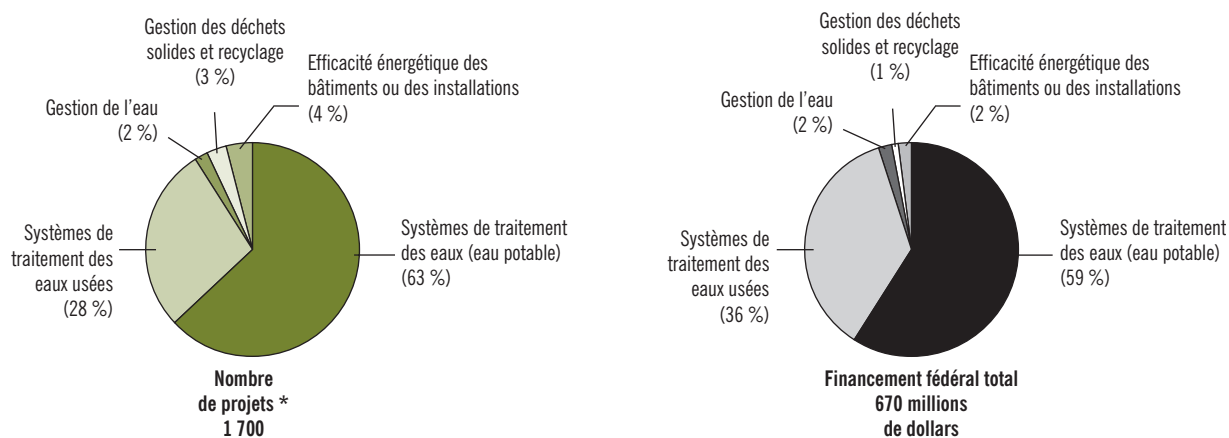 Gestion des déchets
solides et recyclage
(3 %)
Efficacité énergétique des
bâtiments ou des installations
(4 %)
Gestion de l’eau
(2 %)
Systèmes de
traitement des
eaux usées
(28 %)
Systèmes de traitement
des eaux (eau potable)
(63 %)
Nombre
de projets *
1 700
Gestion des déchets
solides et recyclage
(1 %)
Efficacité énergétique des
bâtiments ou des installations
(2 %)
Gestion de l’eau
(2 %)
Systèmes de
traitement des
eaux usées
(36 %)
Systèmes de traitement
des eaux (eau potable)
(59 %)
Financement fédéral total
670 millions
de dollars